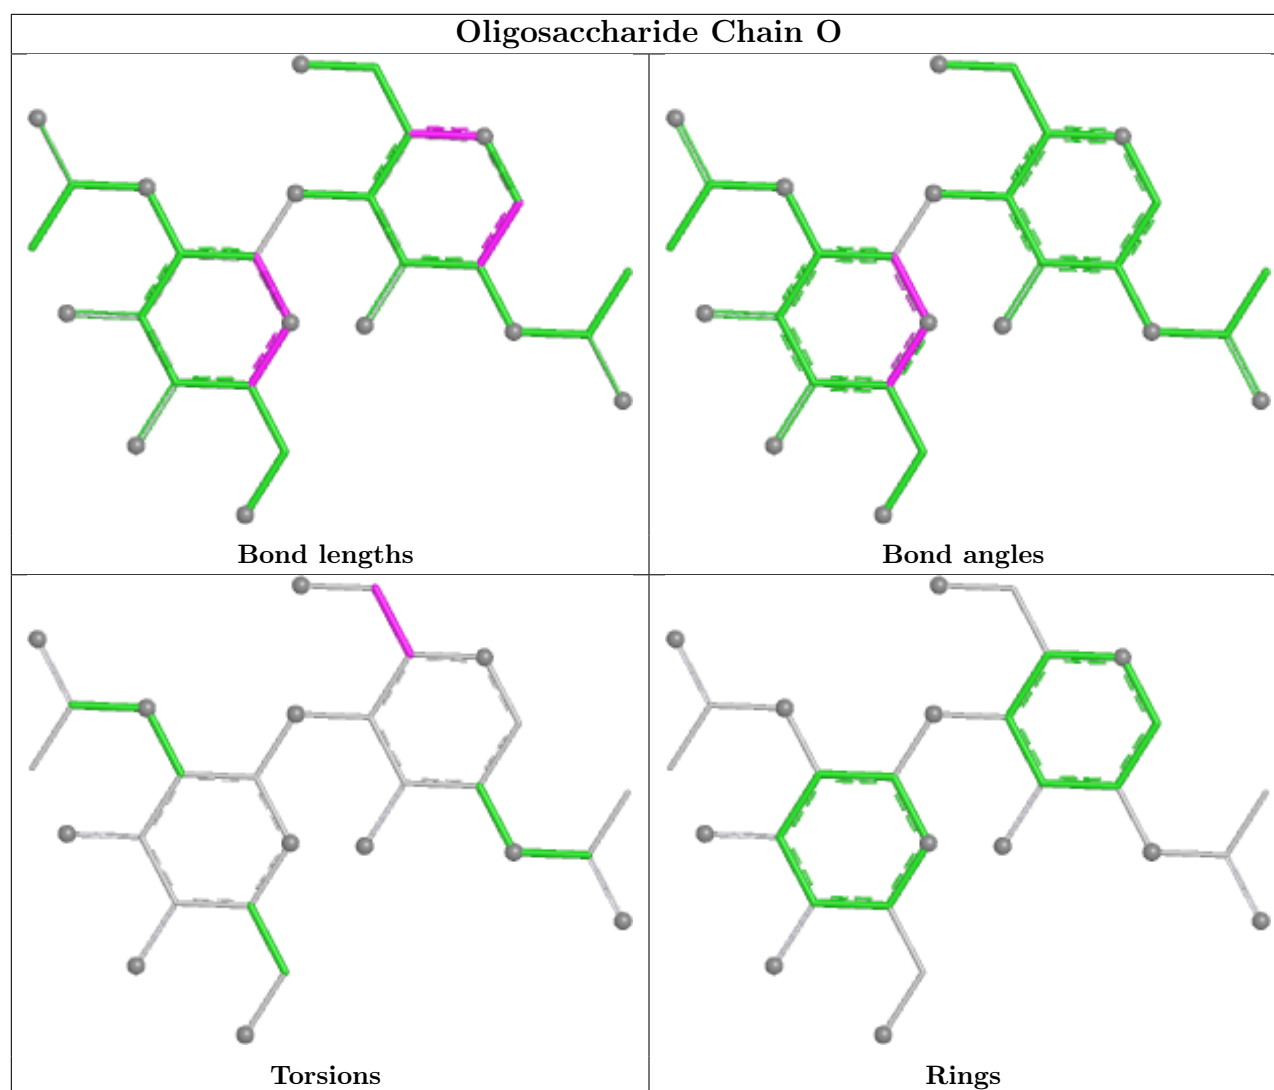 Oligosaccharide Chain O
Bond lengths
Bond angles
Torsions
Rings